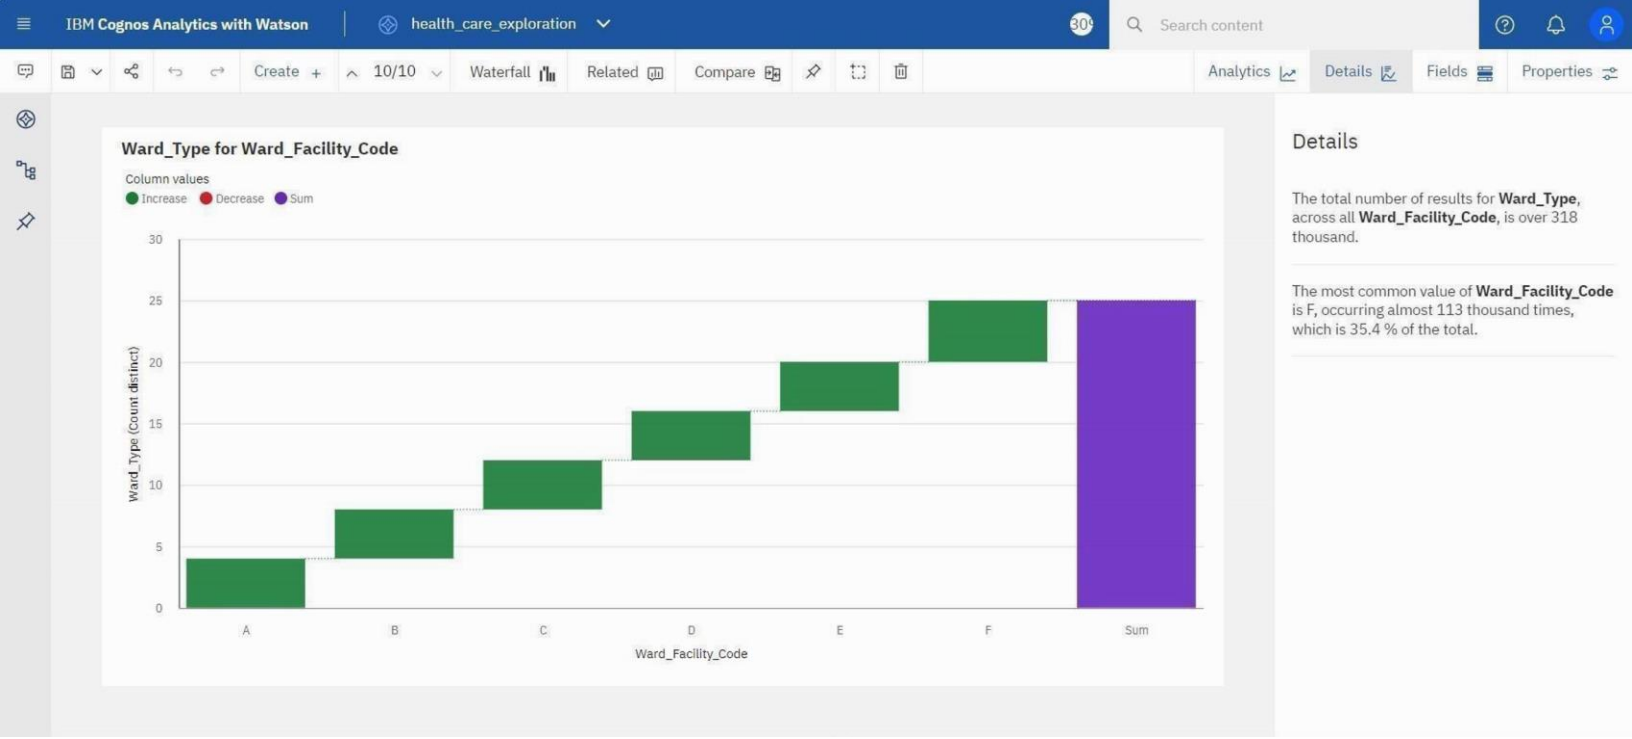 IBM Cognos Analytics with Watson
health_care_exploration
Search content
Create +
10/10
Waterfall
Related
Compare
Analytics
Details
Fields
Properties
Ward_Type for Ward_Facility_Code
Column values
Increase Decrease Sum
30
25
20
15
10
5
0
Ward_Type (Count distinct)
A B C D E F Sum
Ward_Facility_Code
Details
The total number of results for Ward_Type,
across all Ward_Facility_Code, is over 318
thousand.
The most common value of Ward_Facility_Code
is F, occurring almost 113 thousand times,
which is 35.4 % of the total.